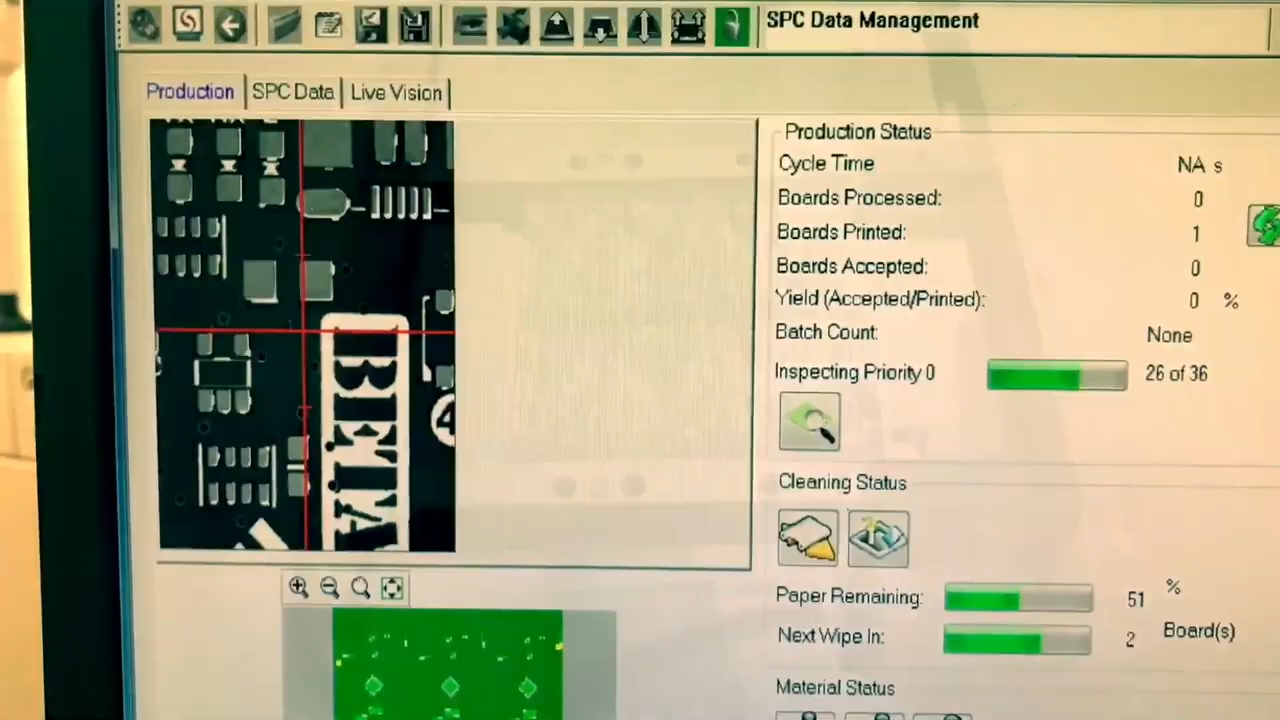 SPC Data Management
Production SPC Data Live Vision
Production Status
Cycle Time NA s
Boards Processed: 0
Boards Printed: 1
Boards Accepted: 0
Yield (Accepted/Printed): 0 %
Batch Count: None
Inspecting Priority 0 26 of 36
BETA
4
Cleaning Status
Paper Remaining: 51 %
Next Wipe In: 2 Board(s)
Material Status